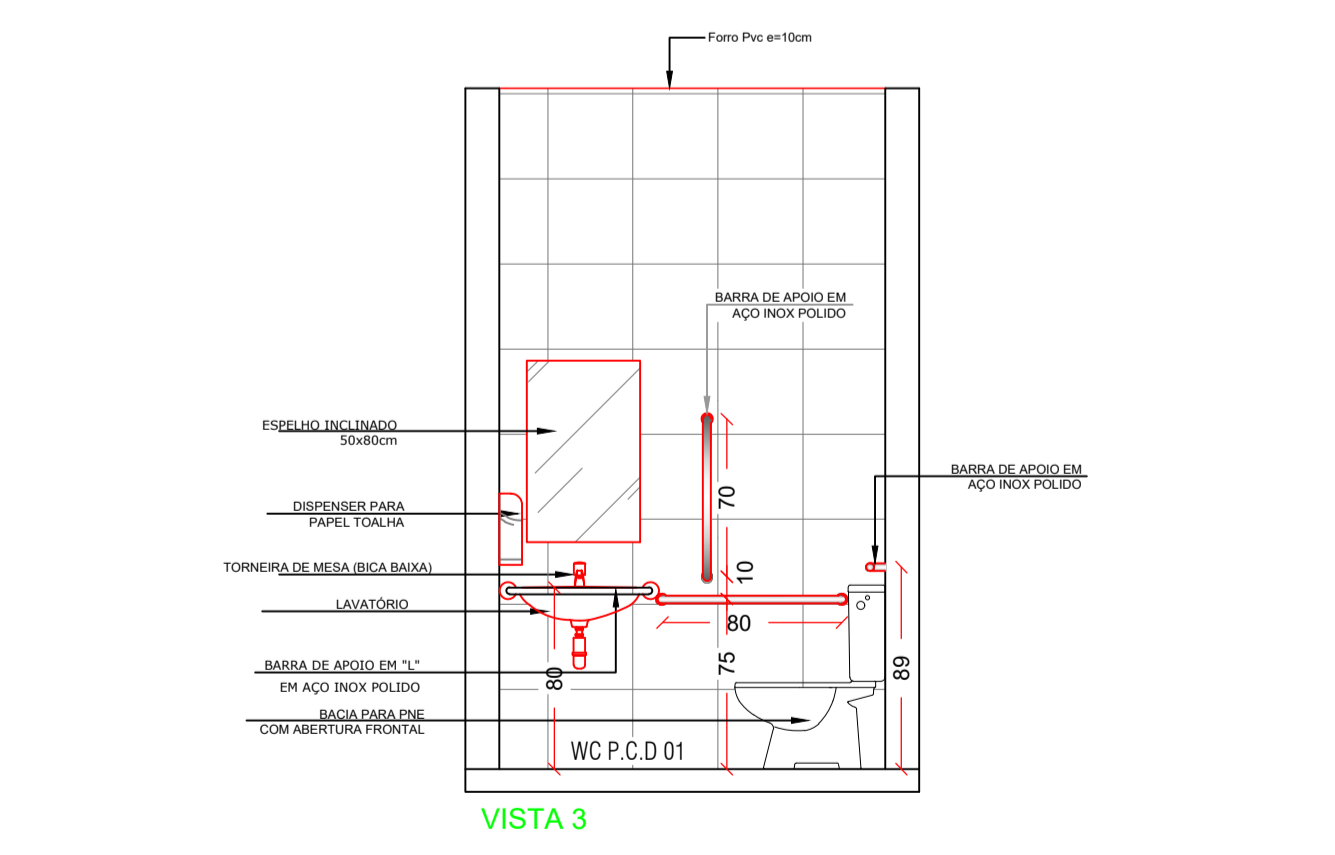 Forro Pvc e=10cm
BARRA DE APOIO EM
AÇO INOX POLIDO
ESPELHO INCLINADO
50x80cm
BARRA DE APOIO EM
AÇO INOX POLIDO
DISPENSER PARA
PAPEL TOALHA
70
TORNEIRA DE MESA (BICA BAIXA)
10
LAVATÓRIO
80
BARRA DE APOIO EM "L"
EM AÇO INOX POLIDO
80
75
89
BACIA PARA PNE
COM ABERTURA FRONTAL
WC P.C.D 01
VISTA 3